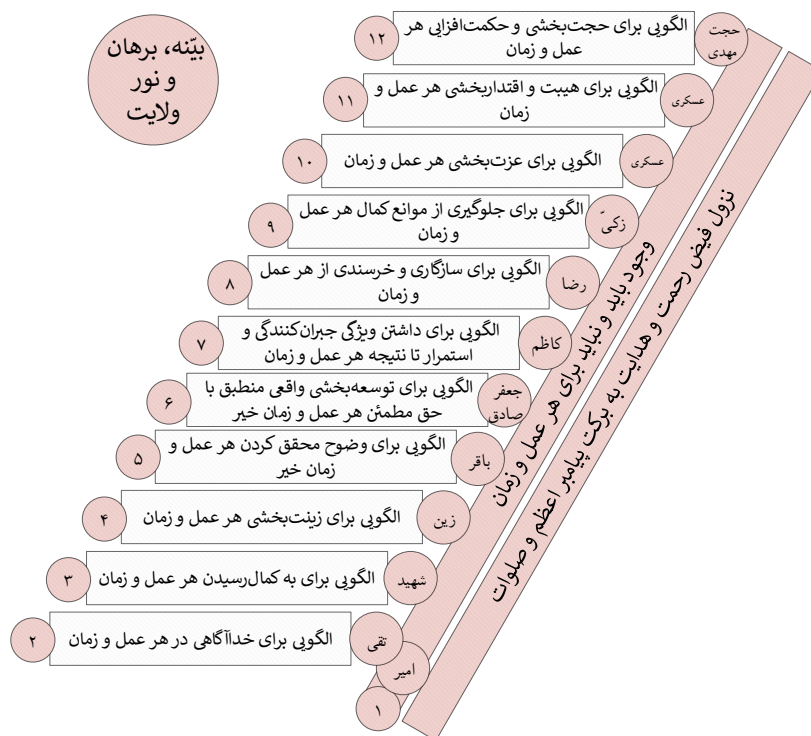 بیّنه، برهان
و نور
ولایت
حجت
مهدی
الگویی برای حجت‌بخشی و حکمت‌افزایی هر
عمل و زمان
۱۲
عسکری
الگویی برای هیبت و اقتداربخشی هر عمل و
زمان
۱۱
عسکری
الگویی برای عزت‌بخشی هر عمل و زمان
۱۰
زکیّ
الگویی برای جلوگیری از موانع کمال هر عمل
و زمان
۹
رضا
الگویی برای سازگاری و خرسندی از هر عمل
و زمان
۸
کاظم
الگویی برای داشتن ویژگی جبران‌کنندگی و
استمرار تا نتیجه هر عمل و زمان
۷
جعفر
صادق
الگویی برای توسعه‌بخشی واقعی منطبق با
حق مطمئن هر عمل و زمان خیر
۶
باقر
الگویی برای وضوح محقق کردن هر عمل و
زمان خیر
۵
زین
الگویی برای زینت‌بخشی هر عمل و زمان
۴
شهید
الگویی برای به کمال‌رسیدن هر عمل و زمان
۳
تقی
الگویی برای خداآگاهی در هر عمل و زمان
۲
امیر
۱
وجود باید و نباید برای هر عمل و زمان
نزول فیض رحمت و هدایت به برکت پیامبر اعظم و صلوات